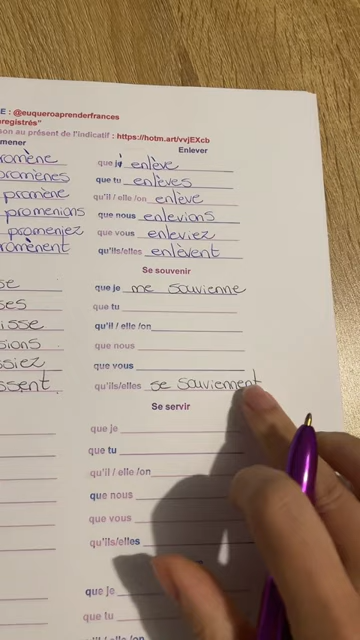 E : @euqueroaprenderfrances
registrés"
son au présent de l'indicatif : https://hotm.art/vvjEXcb
mener
Enlever
romène
que j' enlève
promènes
que tu enlèves
promène
qu'il / elle /on enlève
promenions
que nous enlevions
promeniez
que vous enleviez
romènent
qu'ils/elles enlèvent
Se souvenir
se
que je me souvienne
ses
que tu
isse
qu'il / elle /on
sions
que nous
ssiez
que vous
ssent
qu'ils/elles se souviennent
Se servir
que je
que tu
qu'il / elle /on
que nous
que vous
qu'ils/elles
que je
que tu